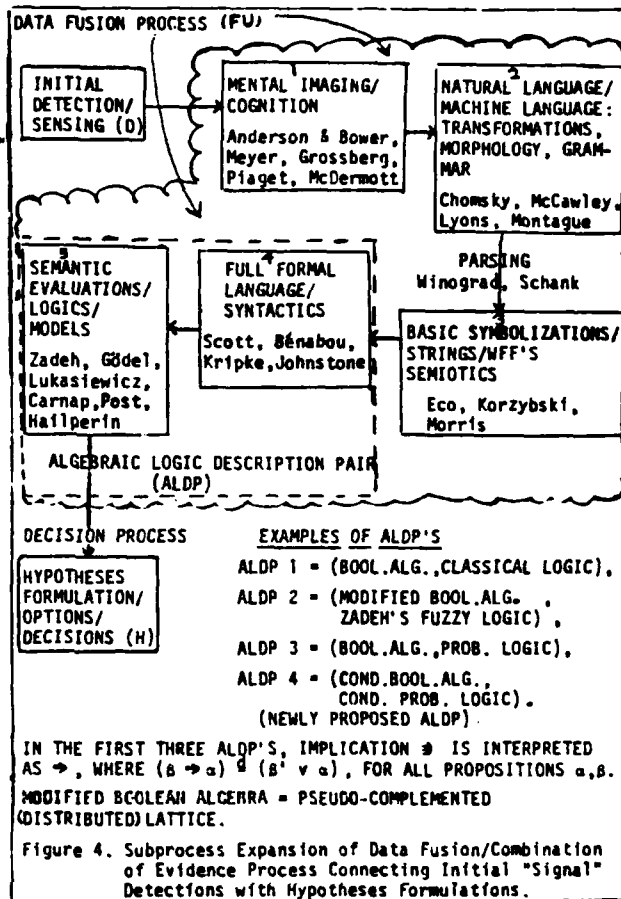 DATA FUSION PROCESS (FU)
INITIAL
DETECTION/
SENSING (D)
1
MENTAL IMAGING/
COGNITION
Anderson & Bower,
Meyer, Grossberg,
Piaget, McDermott
2
NATURAL LANGUAGE/
MACHINE LANGUAGE:
TRANSFORMATIONS,
MORPHOLOGY, GRAM-
MAR
Chomsky, McCawley,
Lyons, Montague
PARSING
Winograd, Schank
3
BASIC SYMBOLIZATIONS/
STRINGS/WFF'S
SEMIOTICS
Eco, Korzybski,
Morris
4
FULL FORMAL
LANGUAGE/
SYNTACTICS
Scott, Bénabou,
Kripke, Johnstone
SEMANTIC
EVALUATIONS/
LOGICS/
MODELS
Zadeh, Gödel,
Lukasiewicz,
Carnap, Post,
Hailperin
ALGEBRAIC LOGIC DESCRIPTION PAIR
(ALDP)
DECISION PROCESS
HYPOTHESES
FORMULATION/
OPTIONS/
DECISIONS (H)
EXAMPLES OF ALDP'S
ALDP 1 = (BOOL.ALG.,CLASSICAL LOGIC),
ALDP 2 = (MODIFIED BOOL.ALG. ,
ZADEH'S FUZZY LOGIC) ,
ALDP 3 = (BOOL.ALG.,PROB. LOGIC),
ALDP 4 = (COND.BOOL.ALG.,
COND. PROB. LOGIC).
(NEWLY PROPOSED ALDP)
IN THE FIRST THREE ALDP'S, IMPLICATION ⇒ IS INTERPRETED
AS →, WHERE (β → α) d= (β' v α), FOR ALL PROPOSITIONS α,β.
MODIFIED BOOLEAN ALGEBRA = PSEUDO-COMPLEMENTED
(DISTRIBUTED) LATTICE.
Figure 4. Subprocess Expansion of Data Fusion/Combination
of Evidence Process Connecting Initial "Signal"
Detections with Hypotheses Formulations.